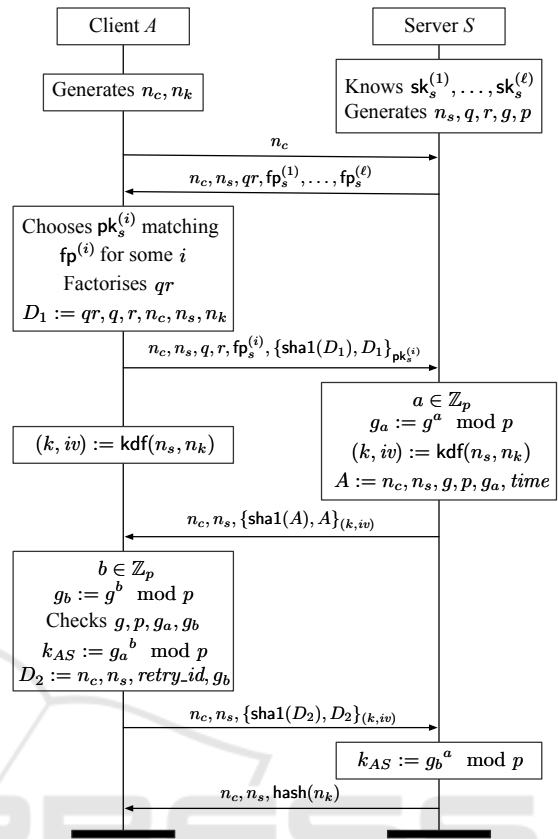 Client A
Server S
Generates n_c, n_k
Knows sk_s^(1), ..., sk_s^(ℓ)
Generates n_s, q, r, g, p
n_c
n_c, n_s, qr, fp_s^(1), ..., fp_s^(ℓ)
Chooses pk_s^(i) matching
fp^(i) for some i
Factorises qr
D_1 := qr, q, r, n_c, n_s, n_k
n_c, n_s, q, r, fp_s^(i), {sha1(D_1), D_1}_pk_s^(i)
a ∈ ℤ_p
g_a := g^a mod p
(k, iv) := kdf(n_s, n_k)
A := n_c, n_s, g, p, g_a, time
(k, iv) := kdf(n_s, n_k)
n_c, n_s, {sha1(A), A}_(k,iv)
b ∈ ℤ_p
g_b := g^b mod p
Checks g, p, g_a, g_b
k_AS := g_a^b mod p
D_2 := n_c, n_s, retry_id, g_b
n_c, n_s, {sha1(D_2), D_2}_(k,iv)
k_AS := g_b^a mod p
n_c, n_s, hash(n_k)
PRESS